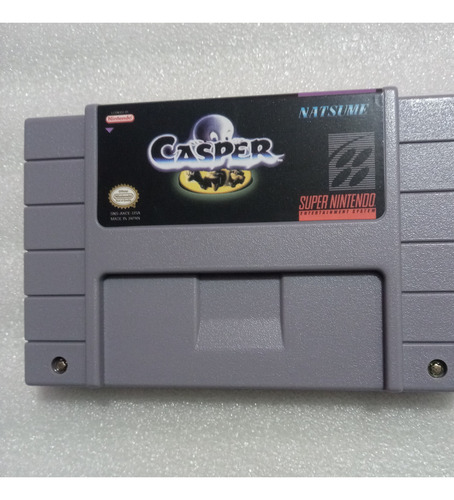 Nintendo
NATSUME
CASPER
SUPER NINTENDO
ENTERTAINMENT SYSTEM
MADE IN JAPAN